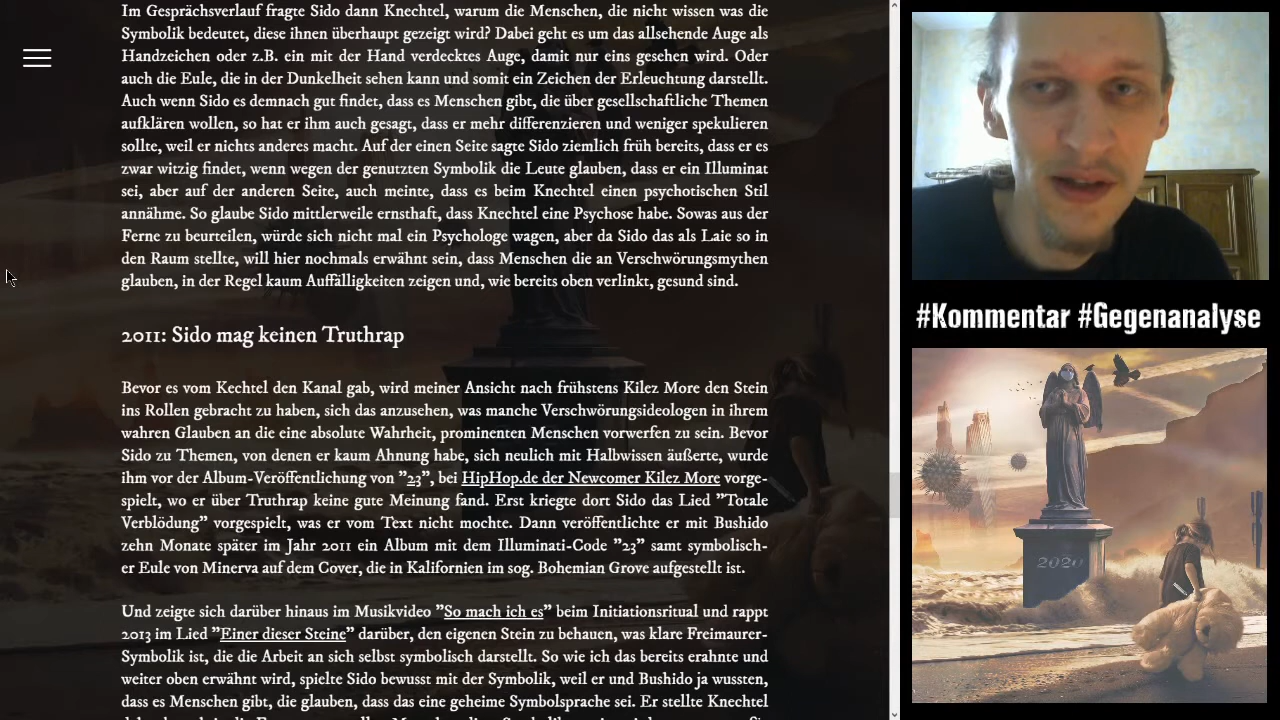 Im Gesprächsverlauf fragte Sido dann Knechtel, warum die Menschen, die nicht wissen was die
Symbolik bedeutet, diese ihnen überhaupt gezeigt wird? Dabei geht es um das allsehende Auge als
Handzeichen oder z.B. ein mit der Hand verdecktes Auge, damit nur eins gesehen wird. Oder
auch die Eule, die in der Dunkelheit sehen kann und somit ein Zeichen der Erleuchtung darstellt.
Auch wenn Sido es demnach gut findet, dass es Menschen gibt, die über gesellschaftliche Themen
aufklären wollen, so hat er ihm auch gesagt, dass er mehr differenzieren und weniger spekulieren
sollte, weil er nichts anderes macht. Auf der einen Seite sagte Sido ziemlich früh bereits, dass er es
zwar witzig findet, wenn wegen der genutzten Symbolik die Leute glauben, dass er ein Illuminat
sei, aber auf der anderen Seite, auch meinte, dass es beim Knechtel einen psychotischen Stil
annähme. So glaube Sido mittlerweile ernsthaft, dass Knechtel eine Psychose habe. Sowas aus der
Ferne zu beurteilen, würde sich nicht mal ein Psychologe wagen, aber da Sido das als Laie so in
den Raum stellte, will hier nochmals erwähnt sein, dass Menschen die an Verschwörungsmythen
glauben, in der Regel kaum Auffälligkeiten zeigen und, wie bereits oben verlinkt, gesund sind.
2011: Sido mag keinen Truthrap
Bevor es vom Kechtel den Kanal gab, wird meiner Ansicht nach frühstens Kilez More den Stein
ins Rollen gebracht zu haben, sich das anzusehen, was manche Verschwörungsideologen in ihrem
wahren Glauben an die eine absolute Wahrheit, prominenten Menschen vorwerfen zu sein. Bevor
Sido zu Themen, von denen er kaum Ahnung habe, sich neulich mit Halbwissen äußerte, wurde
ihm vor der Album-Veröffentlichung von "23", bei HipHop.de der Newcomer Kilez More vorge-
spielt, wo er über Truthrap keine gute Meinung fand. Erst kriegte dort Sido das Lied "Totale
Verblödung" vorgespielt, was er vom Text nicht mochte. Dann veröffentlichte er mit Bushido
zehn Monate später im Jahr 2011 ein Album mit dem Illuminati-Code "23" samt symbolisch-
er Eule von Minerva auf dem Cover, die in Kalifornien im sog. Bohemian Grove aufgestellt ist.
Und zeigte sich darüber hinaus im Musikvideo "So mach ich es" beim Initiationsritual und rappt
2013 im Lied "Einer dieser Steine" darüber, den eigenen Stein zu behauen, was klare Freimaurer-
Symbolik ist, die die Arbeit an sich selbst symbolisch darstellt. So wie ich das bereits erahnte und
weiter oben erwähnt wird, spielte Sido bewusst mit der Symbolik, weil er und Bushido ja wussten,
dass es Menschen gibt, die glauben, dass das eine geheime Symbolsprache sei. Er stellte Knechtel
#Kommentar #Gegenanalyse
2020